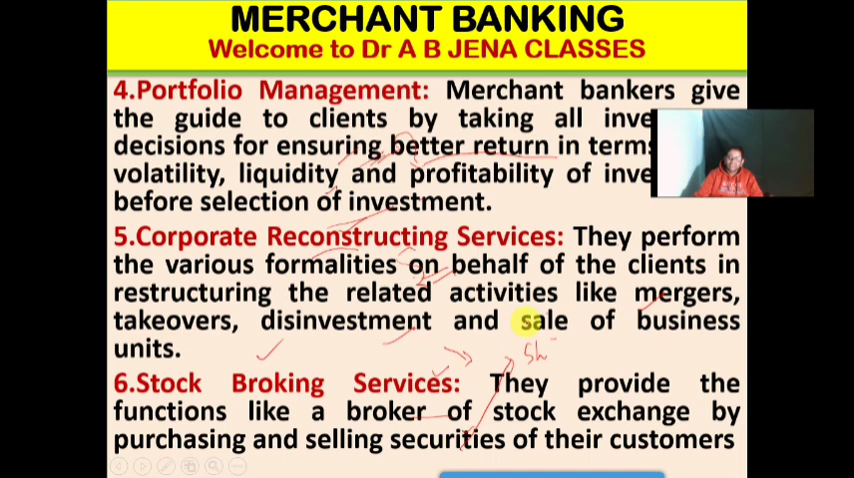 MERCHANT BANKING
Welcome to Dr A B JENA CLASSES
4.Portfolio Management: Merchant bankers give
the guide to clients by taking all inve
decisions for ensuring better return in terms
volatility, liquidity and profitability of inve
before selection of investment.
5.Corporate Reconstructing Services: They perform
the various formalities on behalf of the clients in
restructuring the related activities like mergers,
takeovers, disinvestment and sale of business
units.
Sh
6.Stock Broking Services: They provide the
functions like a broker of stock exchange by
purchasing and selling securities of their customers